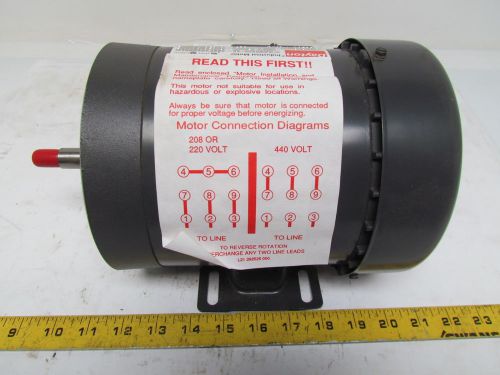 Dayton
READ THIS FIRST!!
Read enclosed "Motor Installation and
This motor not suitable for use in
hazardous or explosive locations.
Always be sure that motor is connected
for proper voltage before energizing.
Motor Connection Diagrams
208 OR
220 VOLT
440 VOLT
4 5 6 4 5 6
7 8 9 7 8 9
1 2 3 1 2 3
TO LINE TO LINE
TO REVERSE ROTATION
INTERCHANGE ANY TWO LINE LEADS
9 10 11 12 13 14 15 16 17 18 19 20 21 22 23